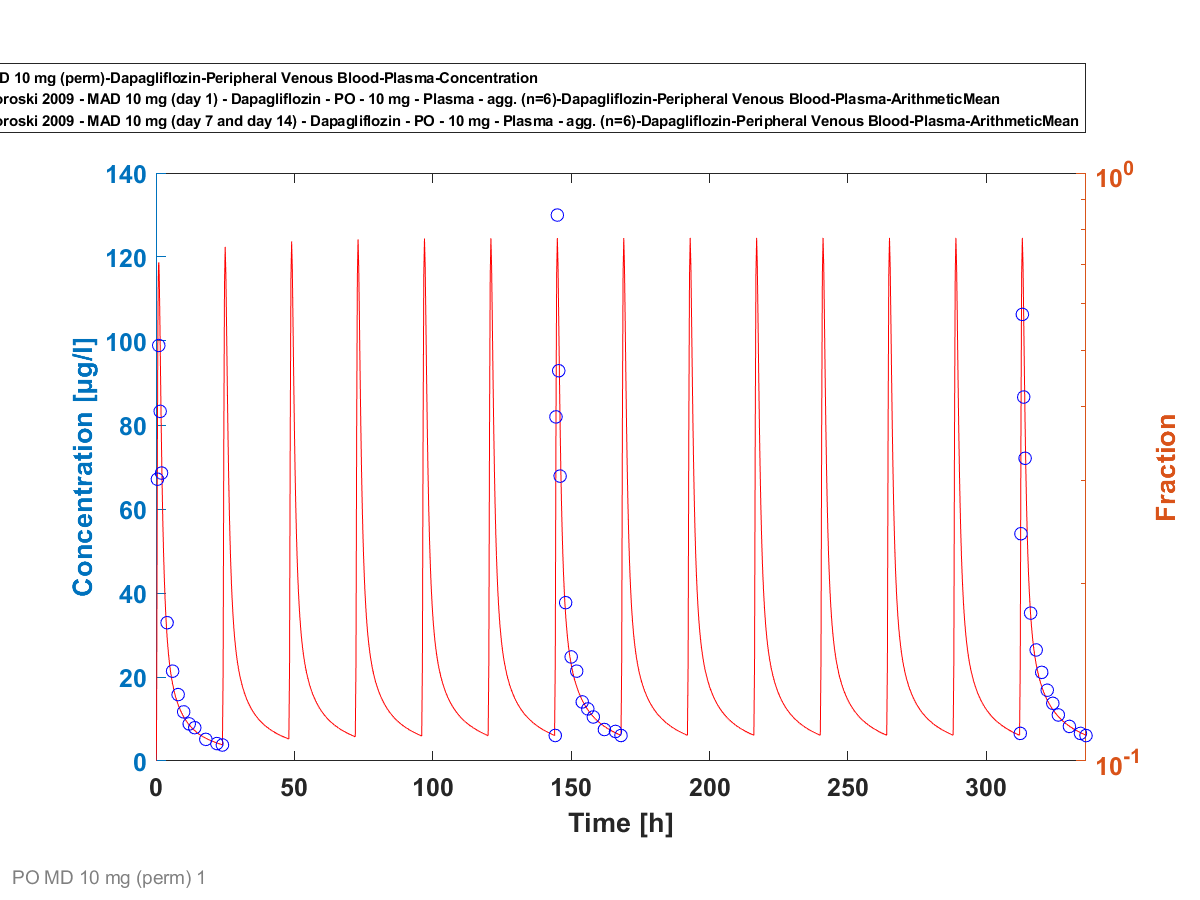 D 10 mg (perm)-Dapagliflozin-Peripheral Venous Blood-Plasma-Concentration
oroski 2009 - MAD 10 mg (day 1) - Dapagliflozin - PO - 10 mg - Plasma - agg. (n=6)-Dapagliflozin-Peripheral Venous Blood-Plasma-ArithmeticMean
oroski 2009 - MAD 10 mg (day 7 and day 14) - Dapagliflozin - PO - 10 mg - Plasma - agg. (n=6)-Dapagliflozin-Peripheral Venous Blood-Plasma-ArithmeticMean
140
120
100
80
60
40
20
0
Concentration [µg/l]
10^0
10^-1
Fraction
0 50 100 150 200 250 300
Time [h]
PO MD 10 mg (perm) 1